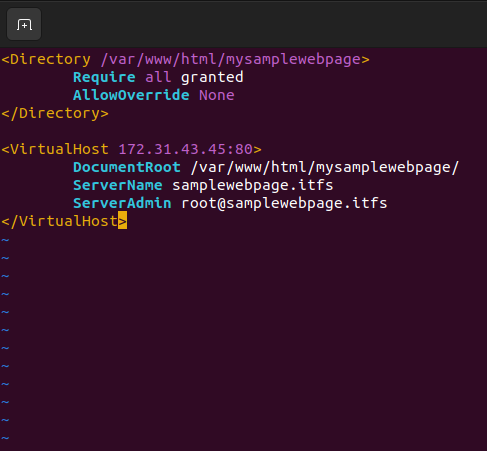 <Directory /var/www/html/mysamplewebpage>
        Require all granted
        AllowOverride None
</Directory>

<VirtualHost 172.31.43.45:80>
        DocumentRoot /var/www/html/mysamplewebpage/
        ServerName samplewebpage.itfs
        ServerAdmin root@samplewebpage.itfs
</VirtualHost>
~
~
~
~
~
~
~
~
~
~
~
~